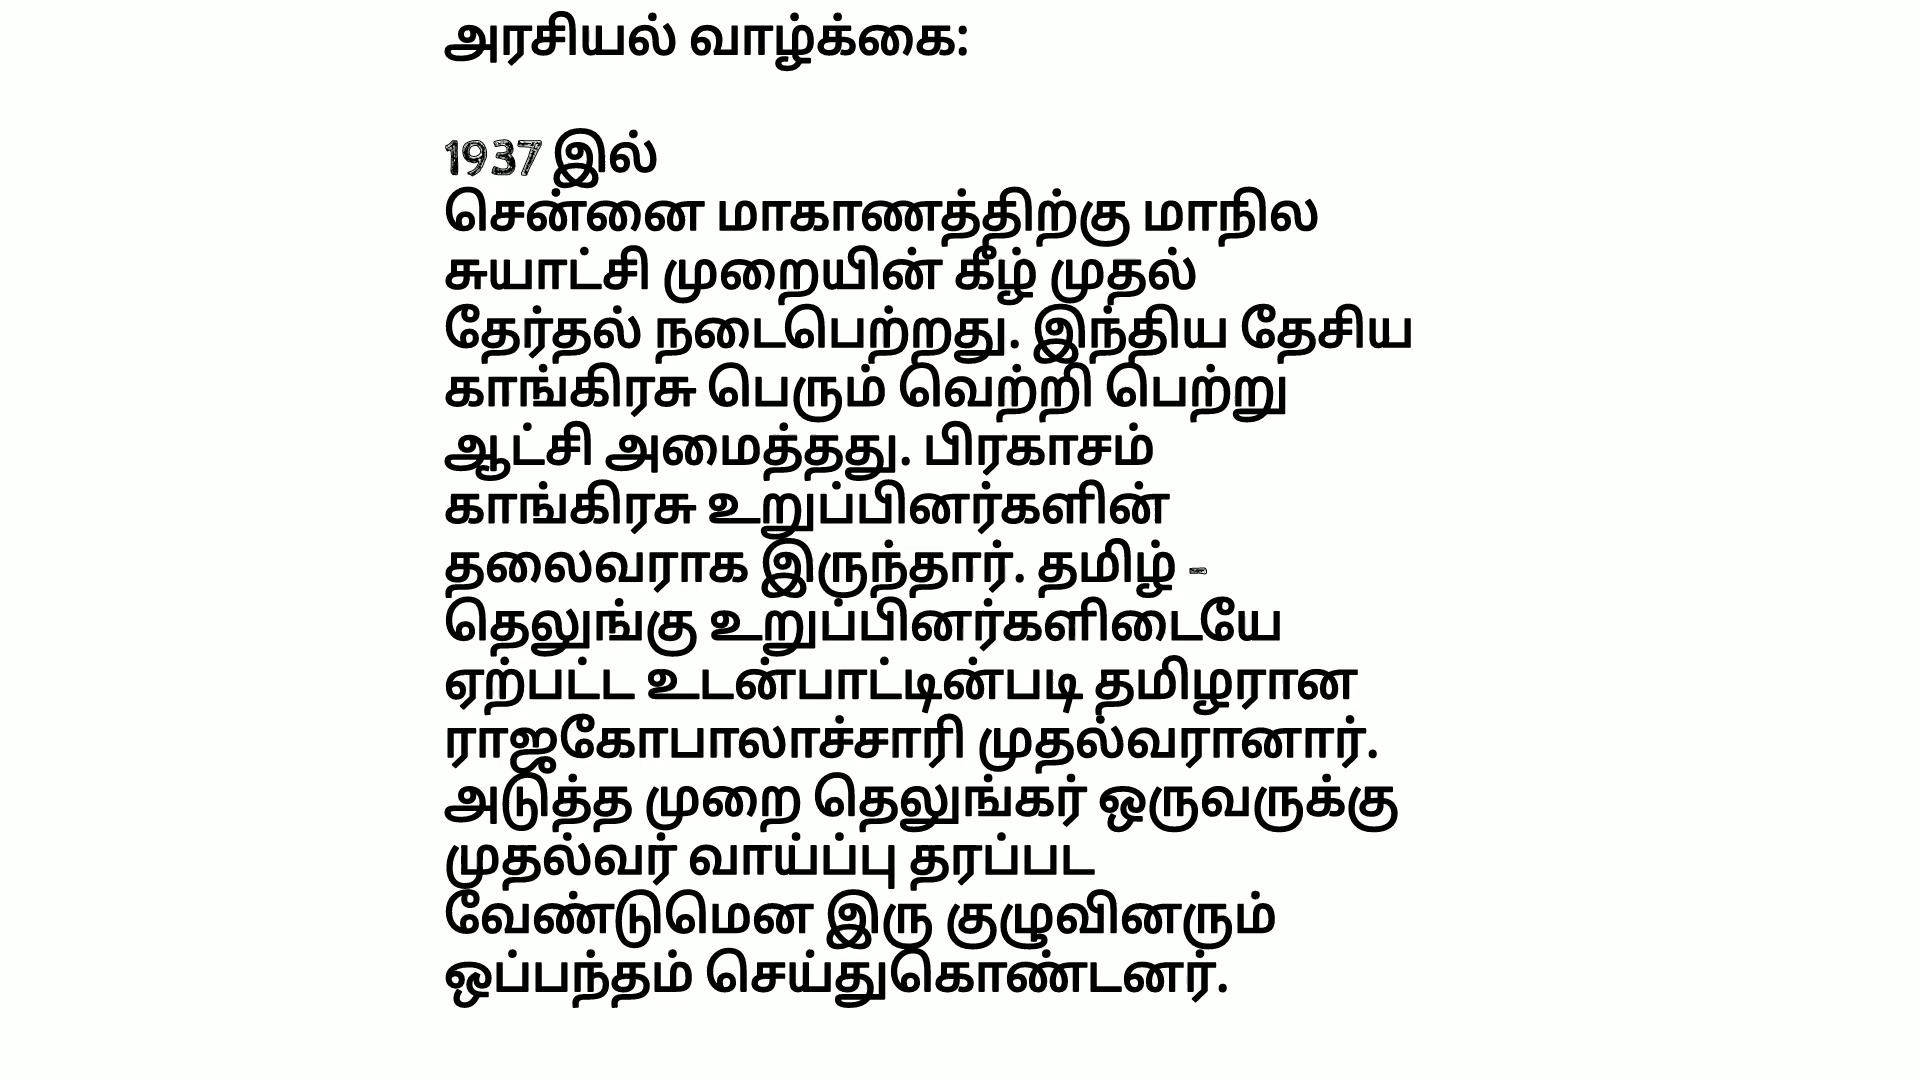 அரசியல் வாழ்க்கை:
1937 இல்
சென்னை மாகாணத்திற்கு மாநில
சுயாட்சி முறையின் கீழ் முதல்
தேர்தல் நடைபெற்றது. இந்திய தேசிய
காங்கிரசு பெரும் வெற்றி பெற்று
ஆட்சி அமைத்தது. பிரகாசம்
காங்கிரசு உறுப்பினர்களின்
தலைவராக இருந்தார். தமிழ் -
தெலுங்கு உறுப்பினர்களிடையே
ஏற்பட்ட உடன்பாட்டின்படி தமிழரான
ராஜகோபாலாச்சாரி முதல்வரானார்.
அடுத்த முறை தெலுங்கர் ஒருவருக்கு
முதல்வர் வாய்ப்பு தரப்பட
வேண்டுமென இரு குழுவினரும்
ஒப்பந்தம் செய்துகொண்டனர்.